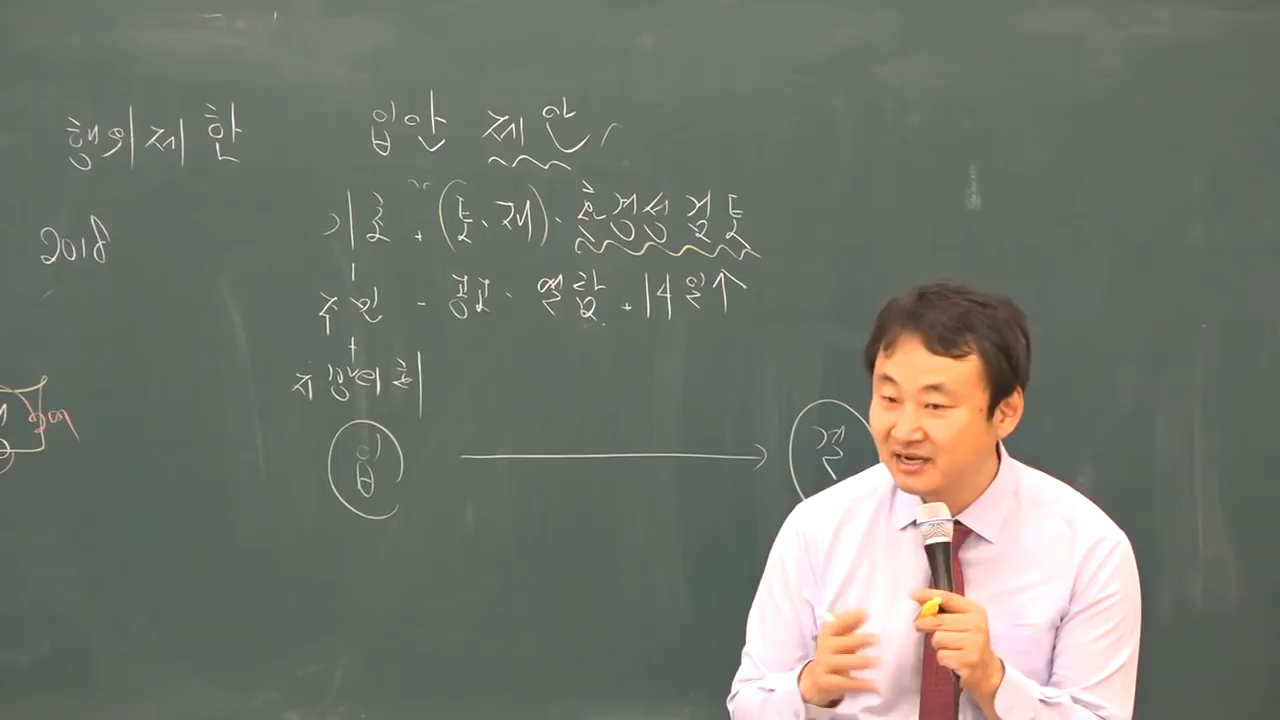 행위제한
입안 제안
2018
기초 + (토·재)· 환경성 검토
주민 - 공고· 열람 + 14일↑
지방의회
입 → 결